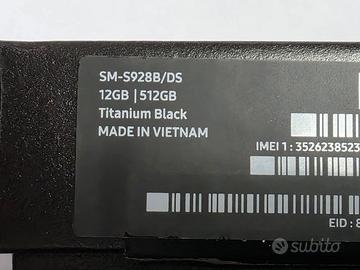 SM-S928B/DS
12GB | 512GB
Titanium Black
MADE IN VIETNAM
IMEI 1 : 3526238523
EID : 8
subito